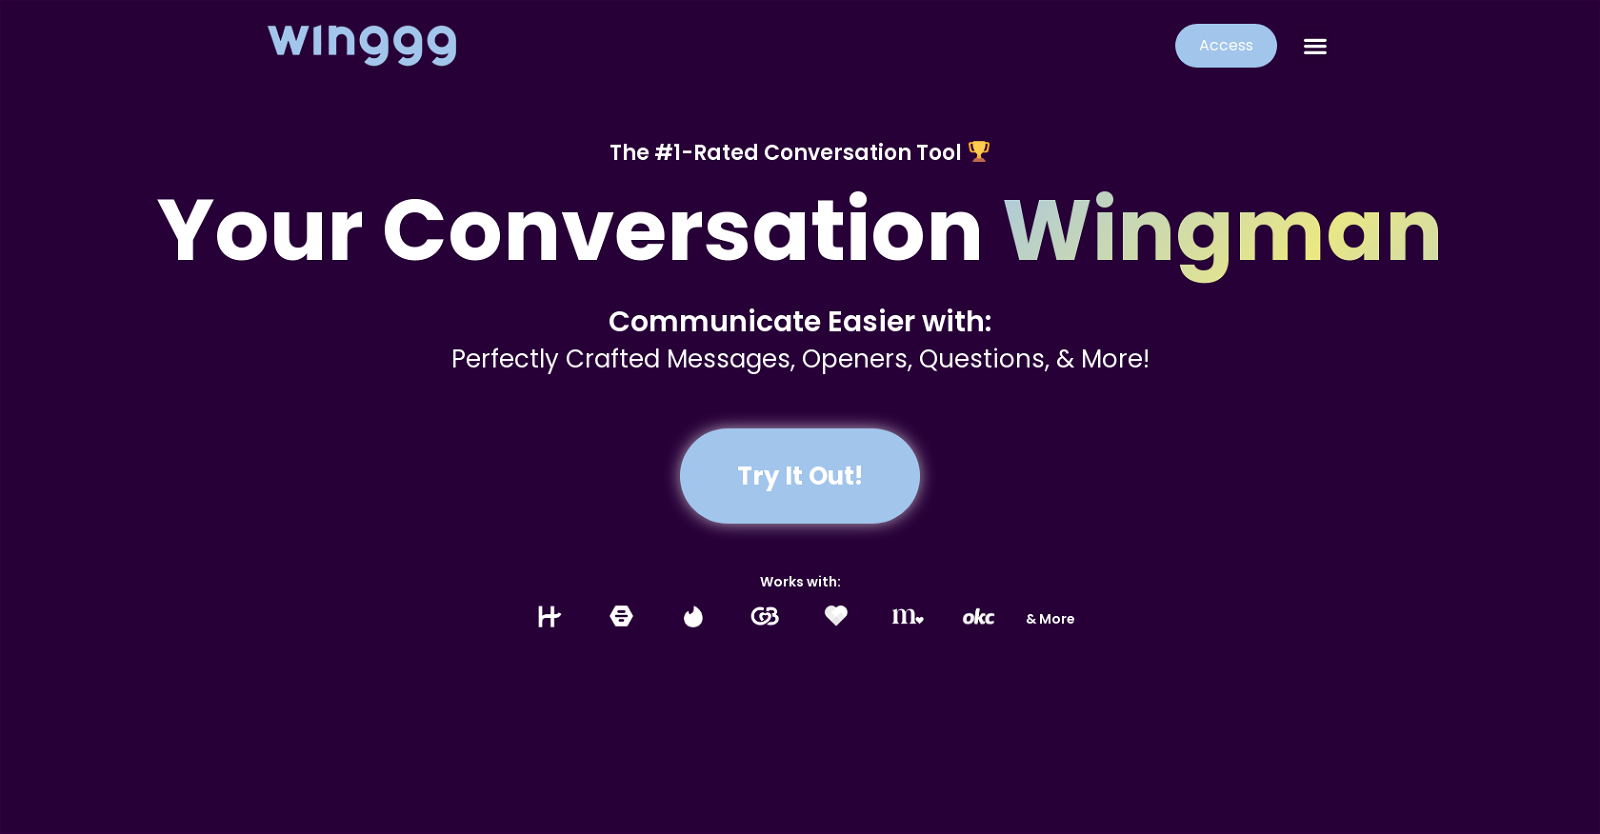 winggg
Access
The #1-Rated Conversation Tool 🏆
Your Conversation Wingman
Communicate Easier with:
Perfectly Crafted Messages, Openers, Questions, & More!
Try It Out!
Works with:
H GB m okc & More